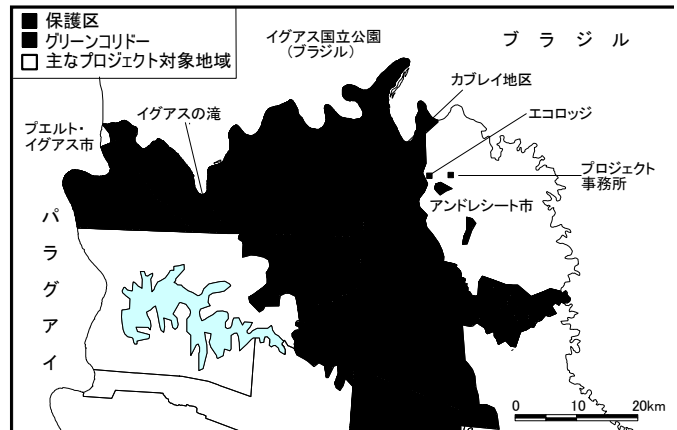 保護区
グリーンコリドー
主なプロジェクト対象地域
イグアス国立公園
（ブラジル）
ブラジル
カブレイ地区
イグアスの滝
エコロッジ
プエルト・
イグアス市
プロジェクト
事務所
アンドレシート市
パラグアイ
0 10 20km